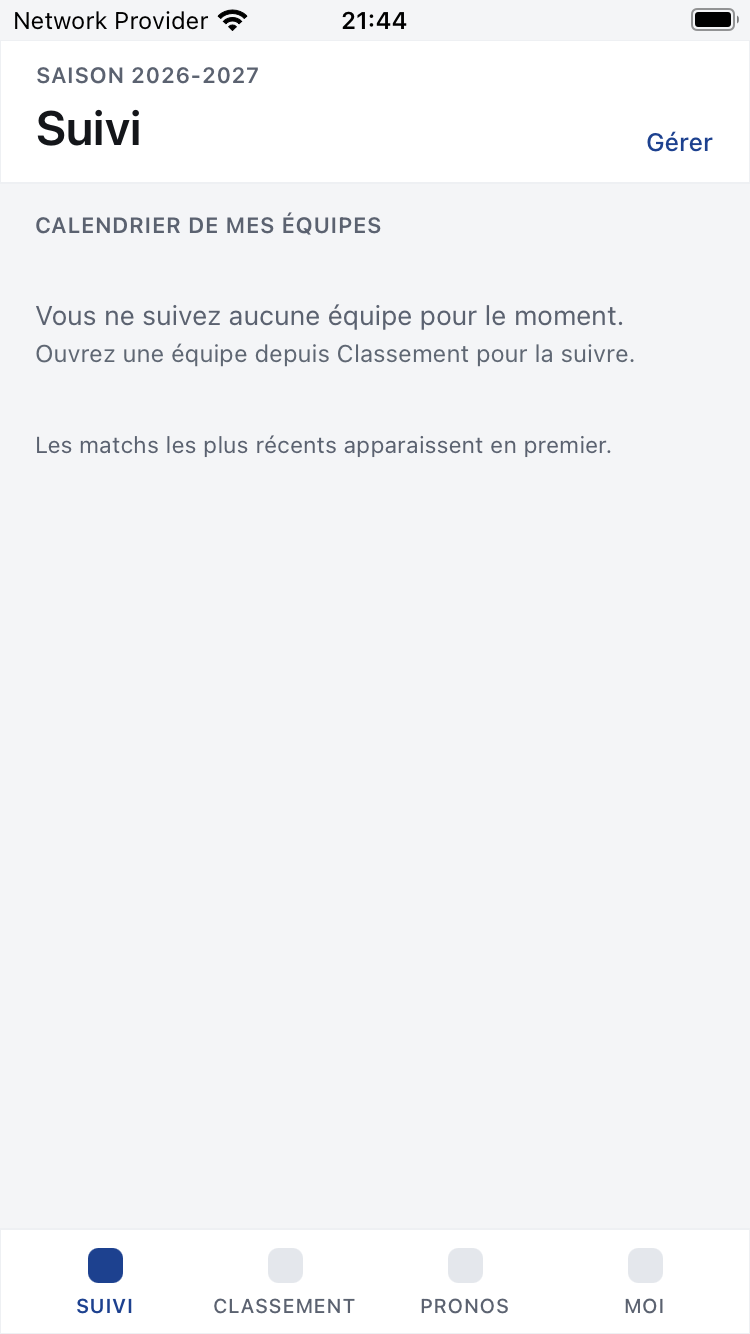 Network Provider 21:44
SAISON 2026-2027
Suivi
Gérer
CALENDRIER DE MES ÉQUIPES
Vous ne suivez aucune équipe pour le moment.
Ouvrez une équipe depuis Classement pour la suivre.
Les matchs les plus récents apparaissent en premier.
SUIVI CLASSEMENT PRONOS MOI